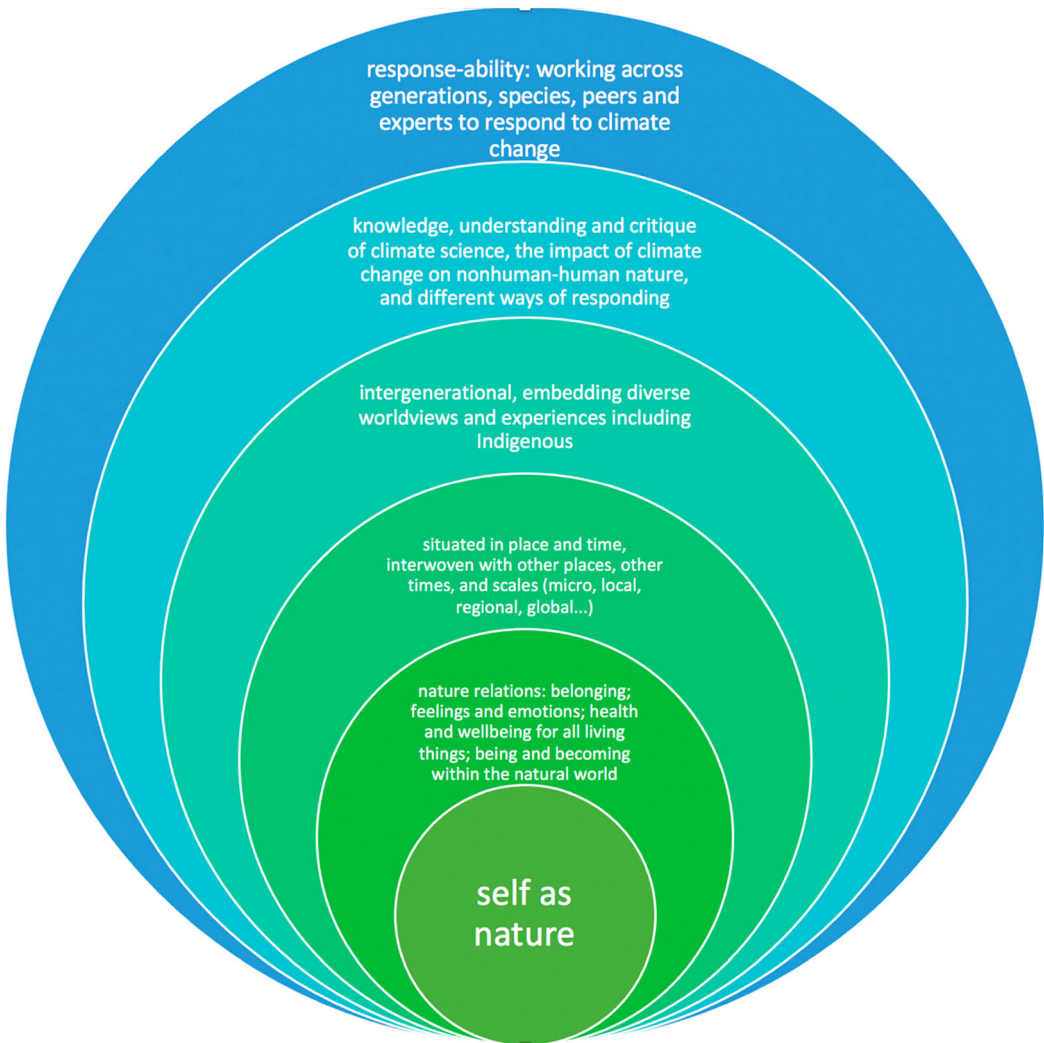 response-ability: working across
generations, species, peers and
experts to respond to climate
change
knowledge, understanding and critique
of climate science, the impact of climate
change on nonhuman-human nature,
and different ways of responding
intergenerational, embedding diverse
worldviews and experiences including
Indigenous
situated in place and time,
interwoven with other places, other
times, and scales (micro, local,
regional, global...)
nature relations: belonging;
feelings and emotions; health
and wellbeing for all living
things; being and becoming
within the natural world
self as
nature